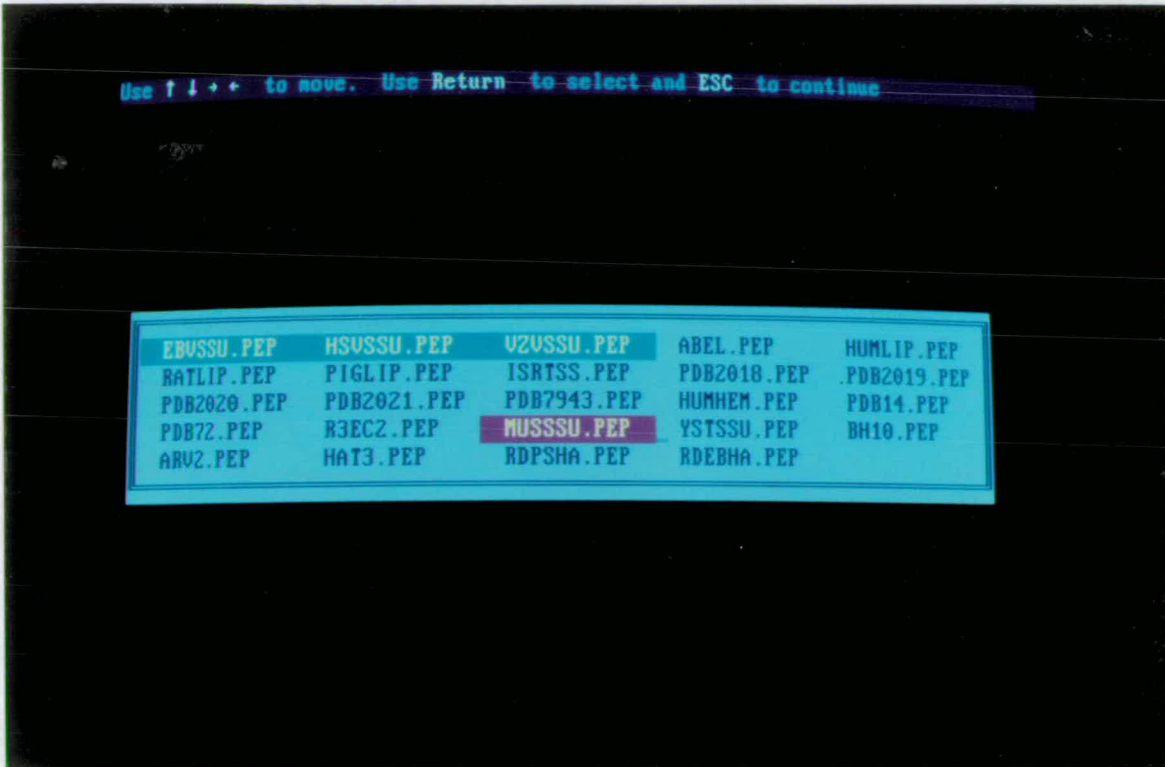 Use ↑ ↓ → ← to move. Use Return to select and ESC to continue
EBVSSU.PEP HSVSSU.PEP VZVSSU.PEP ABEL.PEP HUMLIP.PEP
RATLIP.PEP PIGLIP.PEP ISRTSS.PEP PDB2018.PEP PDB2019.PEP
PDB2020.PEP PDB2021.PEP PDB7943.PEP HUMHEM.PEP PDB14.PEP
PDB72.PEP R3EC2.PEP MUSSSU.PEP YSTSSU.PEP BH10.PEP
ARV2.PEP HAT3.PEP RDPSHA.PEP RDEBHA.PEP